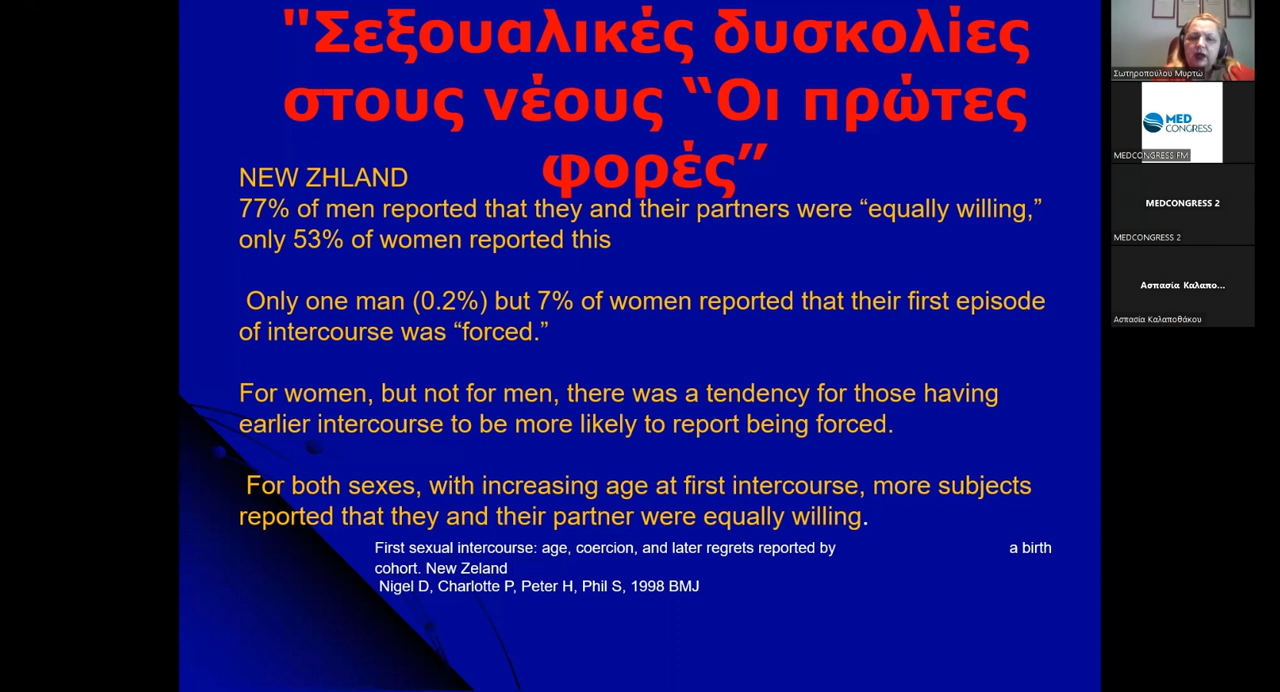 "Σεξουαλικές δυσκολίες
στους νέους “Οι πρώτες
φορές”
NEW ZHLAND
77% of men reported that they and their partners were “equally willing,”
only 53% of women reported this
Only one man (0.2%) but 7% of women reported that their first episode
of intercourse was “forced.”
For women, but not for men, there was a tendency for those having
earlier intercourse to be more likely to report being forced.
For both sexes, with increasing age at first intercourse, more subjects
reported that they and their partner were equally willing.
First sexual intercourse: age, coercion, and later regrets reported by a birth
cohort. New Zeland
Nigel D, Charlotte P, Peter H, Phil S, 1998 BMJ
Σωτηροπούλου Μυρτώ
MED
CONGRESS
MEDCONGRESS FM
MEDCONGRESS 2
MEDCONGRESS 2
Ασπασία Καλαπο...
Ασπασία Καλαποθάκου